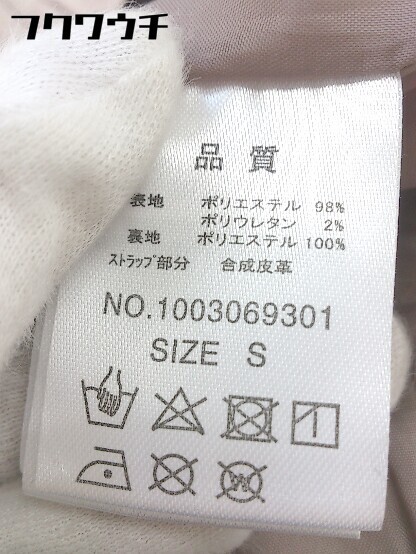 フクワウチ
品 質
表地 ポリエステル 98%
ポリウレタン 2%
裏地 ポリエステル 100%
ストラップ部分 合成皮革
NO.1003069301
SIZE S
W